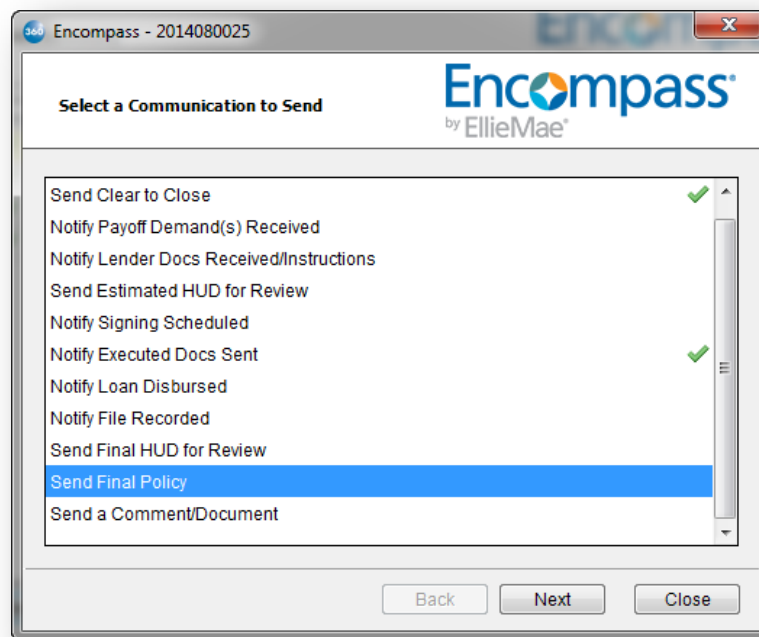 360 Encompass - 2014080025
Select a Communication to Send
Encompass®
by EllieMae®
Send Clear to Close
Notify Payoff Demand(s) Received
Notify Lender Docs Received/Instructions
Send Estimated HUD for Review
Notify Signing Scheduled
Notify Executed Docs Sent
Notify Loan Disbursed
Notify File Recorded
Send Final HUD for Review
Send Final Policy
Send a Comment/Document
Back Next Close